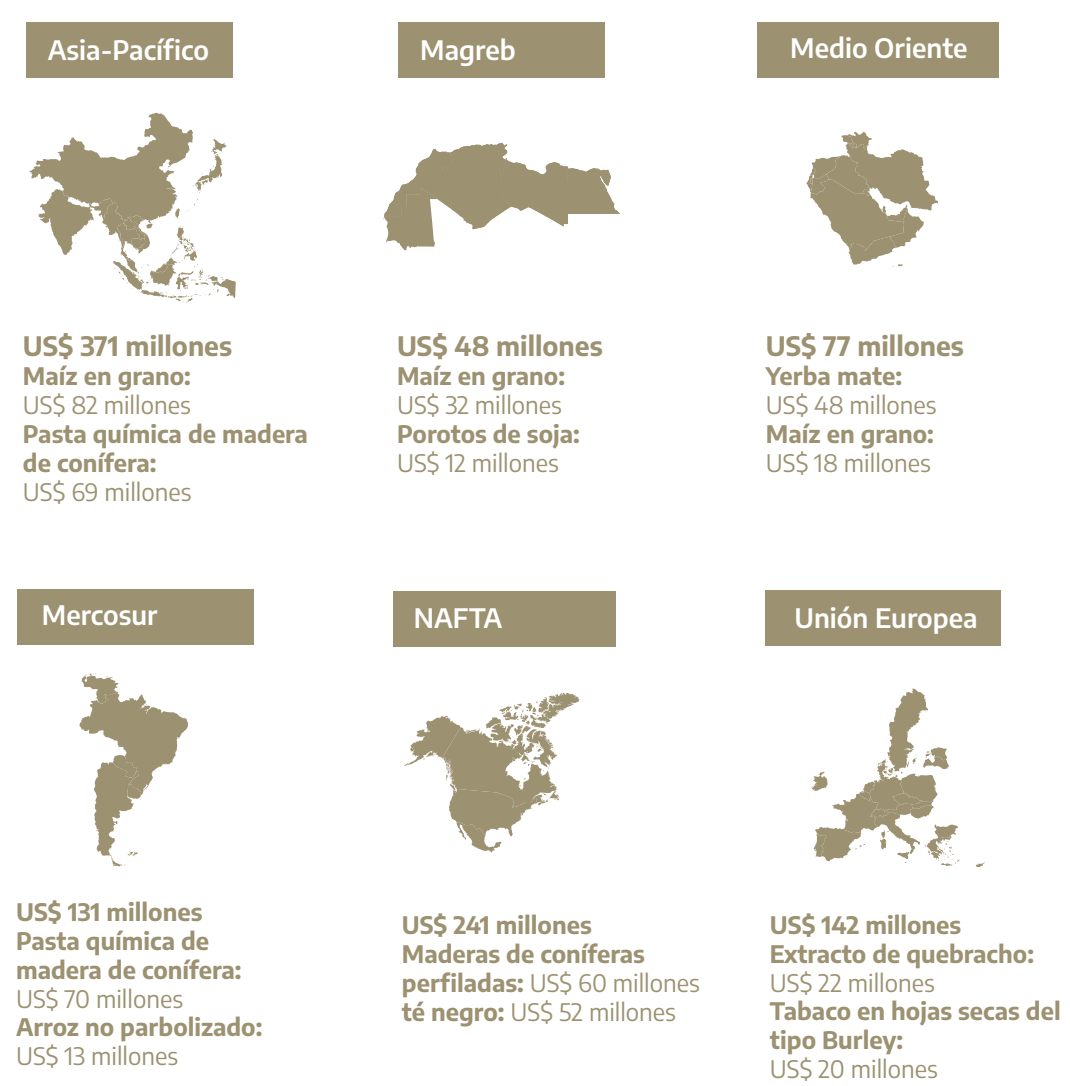 Asia-Pacífico
US$ 371 millones
Maíz en grano:
US$ 82 millones
Pasta química de madera
de conífera:
US$ 69 millones
Magreb
US$ 48 millones
Maíz en grano:
US$ 32 millones
Porotos de soja:
US$ 12 millones
Medio Oriente
US$ 77 millones
Yerba mate:
US$ 48 millones
Maíz en grano:
US$ 18 millones
Mercosur
US$ 131 millones
Pasta química de
madera de conífera:
US$ 70 millones
Arroz no parbolizado:
US$ 13 millones
NAFTA
US$ 241 millones
Maderas de coníferas
perfiladas: US$ 60 millones
té negro: US$ 52 millones
Unión Europea
US$ 142 millones
Extracto de quebracho:
US$ 22 millones
Tabaco en hojas secas del
tipo Burley:
US$ 20 millones